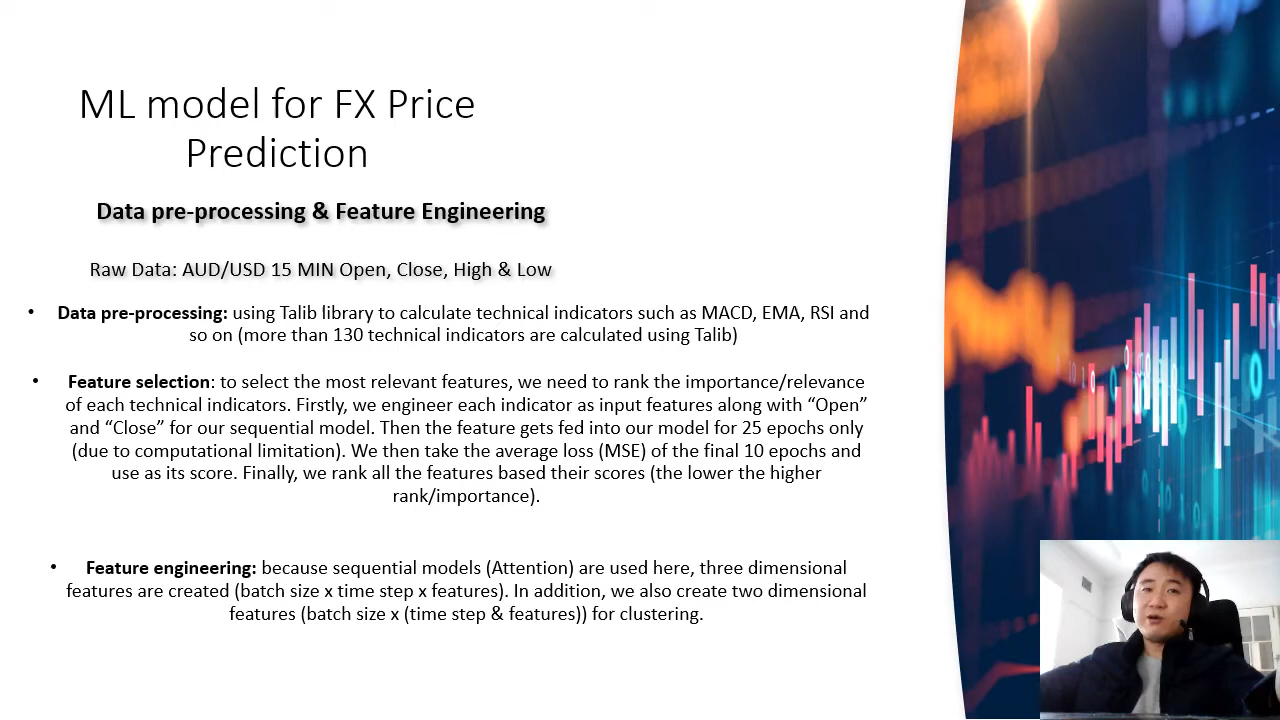 ML model for FX Price
Prediction
Data pre-processing & Feature Engineering
Raw Data: AUD/USD 15 MIN Open, Close, High & Low
• Data pre-processing: using Talib library to calculate technical indicators such as MACD, EMA, RSI and
so on (more than 130 technical indicators are calculated using Talib)
• Feature selection: to select the most relevant features, we need to rank the importance/relevance
of each technical indicators. Firstly, we engineer each indicator as input features along with “Open”
and “Close” for our sequential model. Then the feature gets fed into our model for 25 epochs only
(due to computational limitation). We then take the average loss (MSE) of the final 10 epochs and
use as its score. Finally, we rank all the features based their scores (the lower the higher
rank/importance).
• Feature engineering: because sequential models (Attention) are used here, three dimensional
features are created (batch size x time step x features). In addition, we also create two dimensional
features (batch size x (time step & features)) for clustering.